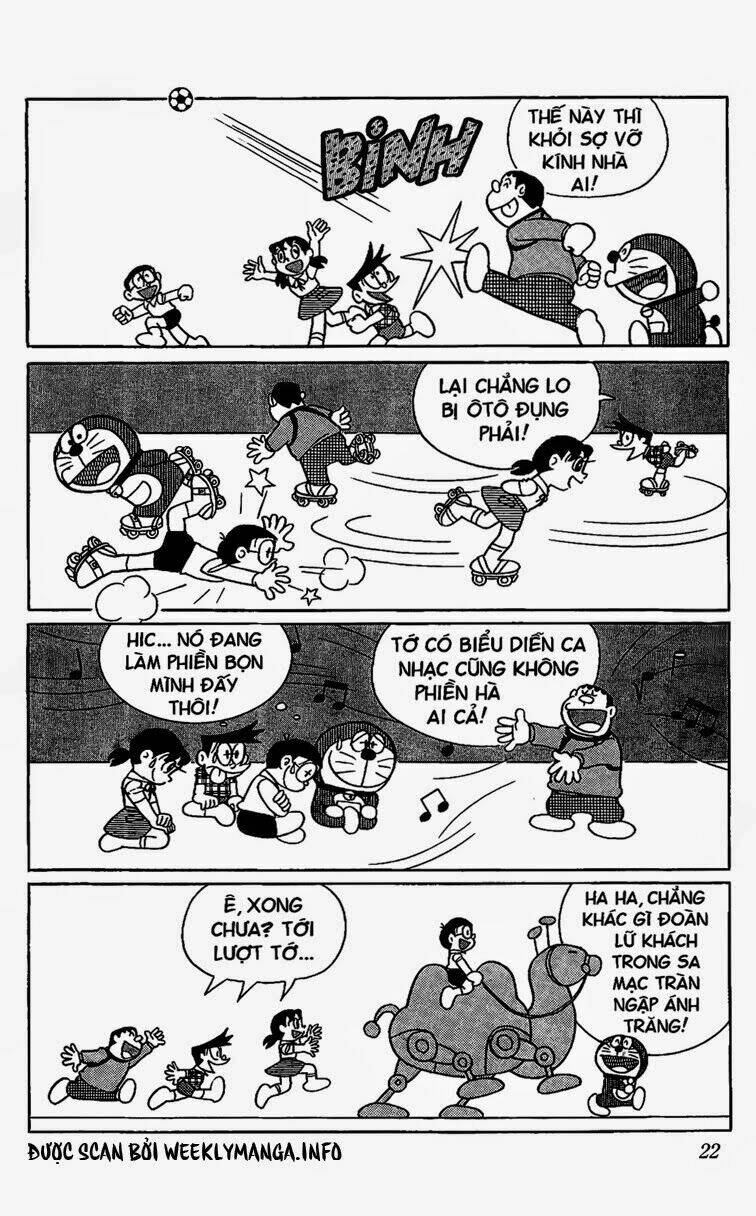 BINH
THẾ NÀY THÌ
KHỎI SỢ VỠ
KÍNH NHÀ
AI!
LẠI CHẲNG LO
BỊ ÔTÔ ĐỤNG
PHẢI!
HIC... NÓ ĐANG
LÀM PHIỀN BỌN
MÌNH ĐẤY
THÔI!
TỚ CÓ BIỂU DIỄN CA
NHẠC CŨNG KHÔNG
PHIỀN HÀ
AI CẢ!
Ê, XONG
CHƯA? TỚI
LƯỢT TỚ...
HA HA, CHẲNG
KHÁC GÌ ĐOÀN
LỮ KHÁCH
TRONG SA
MẠC TRÀN
NGẬP ÁNH
TRĂNG!
ĐƯỢC SCAN BỞI WEEKLYMANGA.INFO
22